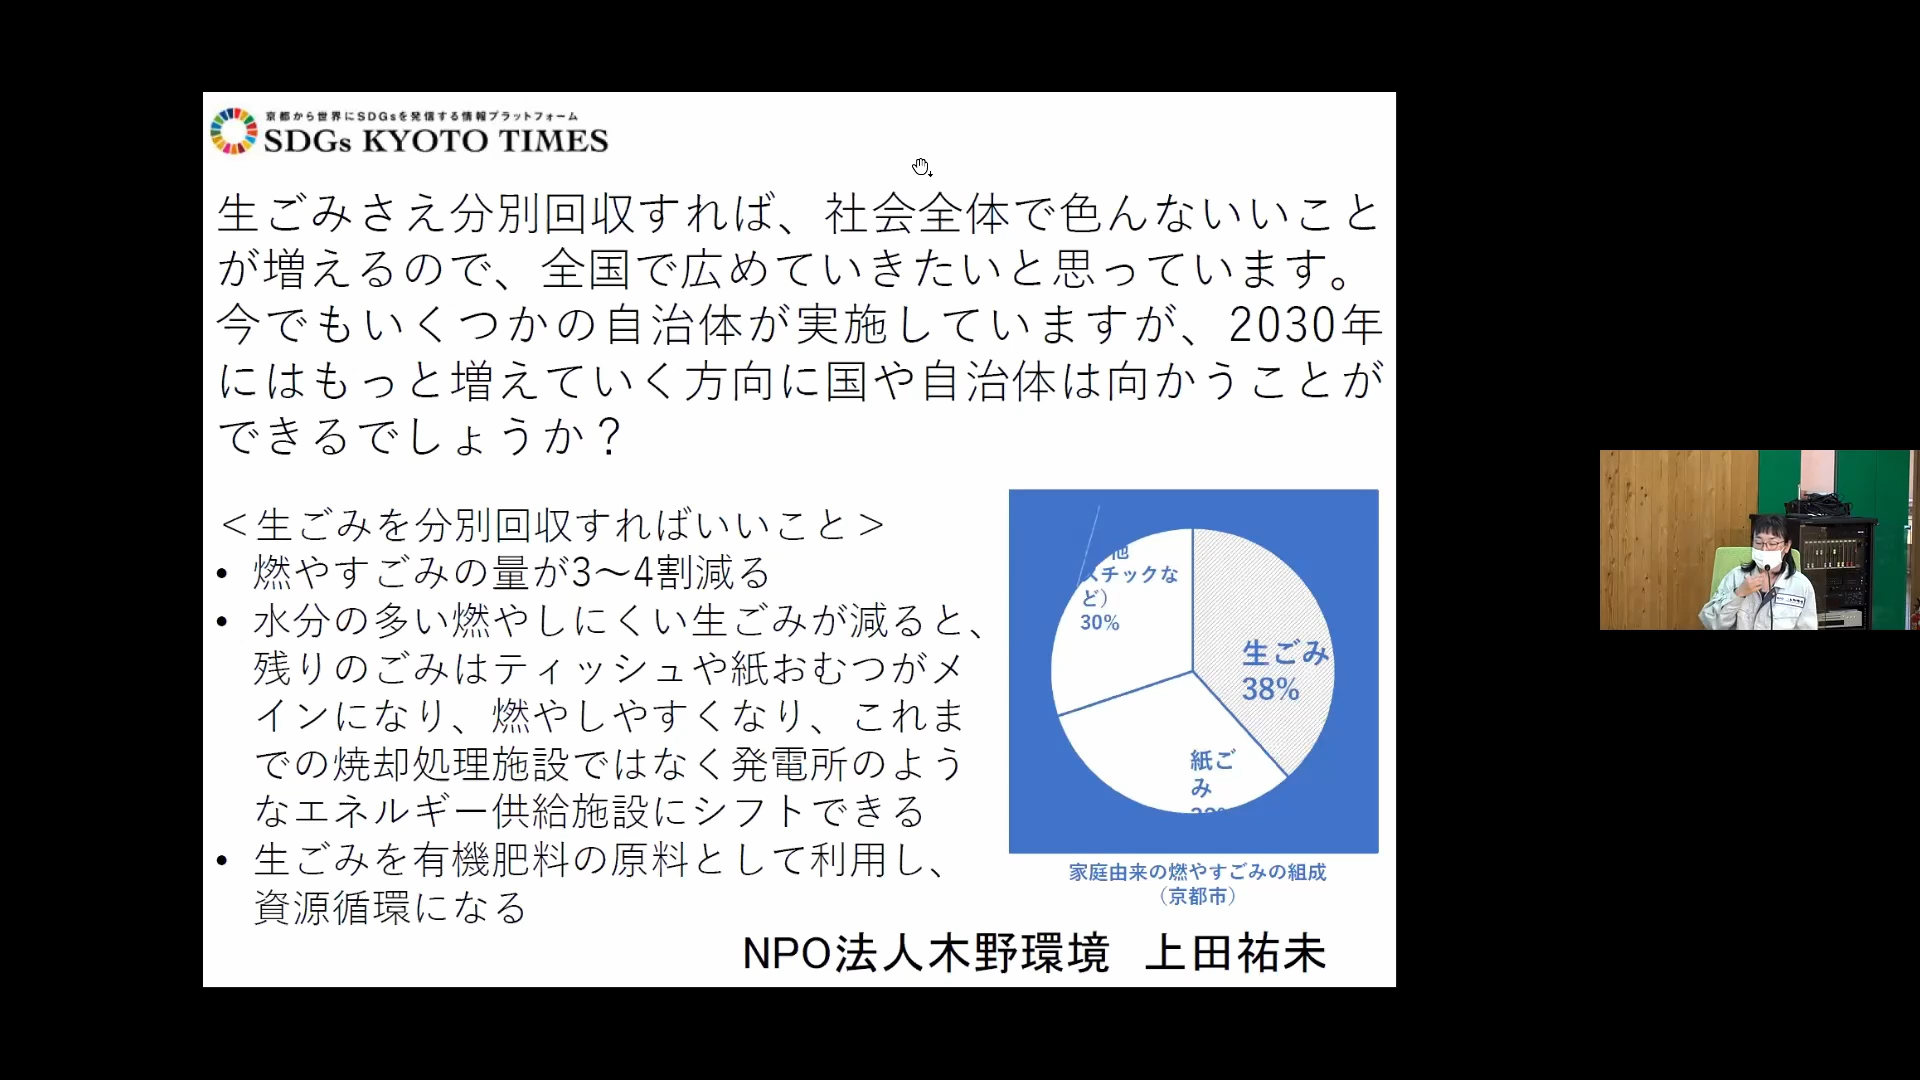 京都から世界にSDGsを発信する情報プラットフォーム
SDGs KYOTO TIMES
生ごみさえ分別回収すれば、社会全体で色んないいこと
が増えるので、全国で広めていきたいと思っています。
今でもいくつかの自治体が実施していますが、2030年
にはもっと増えていく方向に国や自治体は向かうことが
できるでしょうか？
＜生ごみを分別回収すればいいこと＞
• 燃やすごみの量が3～4割減る
• 水分の多い燃やしにくい生ごみが減ると、
残りのごみはティッシュや紙おむつがメ
インになり、燃やしやすくなり、これま
での焼却処理施設ではなく発電所のよう
なエネルギー供給施設にシフトできる
• 生ごみを有機肥料の原料として利用し、
資源循環になる
他
スチックな
ど）
30%
生ごみ
38%
紙ご
み
家庭由来の燃やすごみの組成
（京都市）
NPO法人木野環境　上田祐未